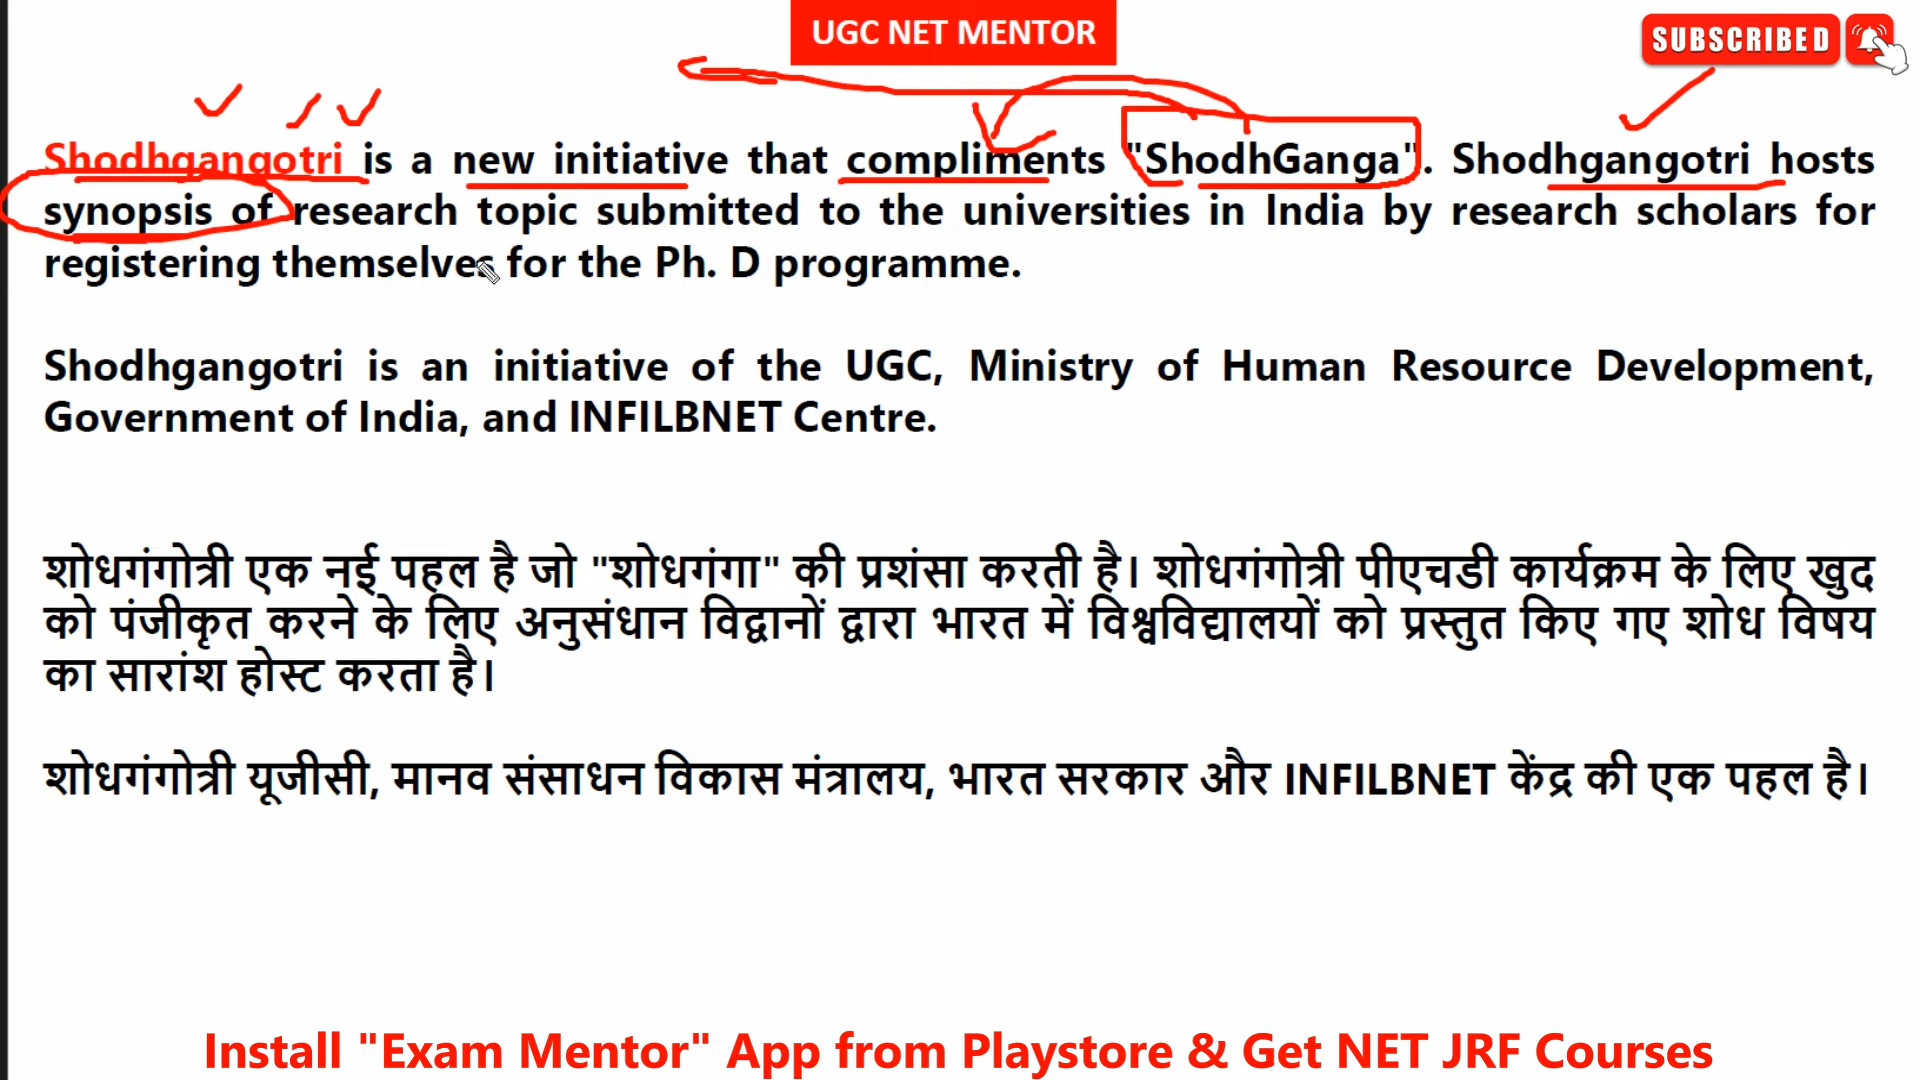 UGC NET MENTOR
SUBSCRIBED
Shodhgangotri is a new initiative that compliments "ShodhGanga". Shodhgangotri hosts
synopsis of research topic submitted to the universities in India by research scholars for
registering themselves for the Ph. D programme.
Shodhgangotri is an initiative of the UGC, Ministry of Human Resource Development,
Government of India, and INFILBNET Centre.
शोधगंगोत्री एक नई पहल है जो "शोधगंगा" की प्रशंसा करती है। शोधगंगोत्री पीएचडी कार्यक्रम के लिए खुद
को पंजीकृत करने के लिए अनुसंधान विद्वानों द्वारा भारत में विश्वविद्यालयों को प्रस्तुत किए गए शोध विषय
का सारांश होस्ट करता है।
शोधगंगोत्री यूजीसी, मानव संसाधन विकास मंत्रालय, भारत सरकार और INFILBNET केंद्र की एक पहल है।
Install "Exam Mentor" App from Playstore & Get NET JRF Courses